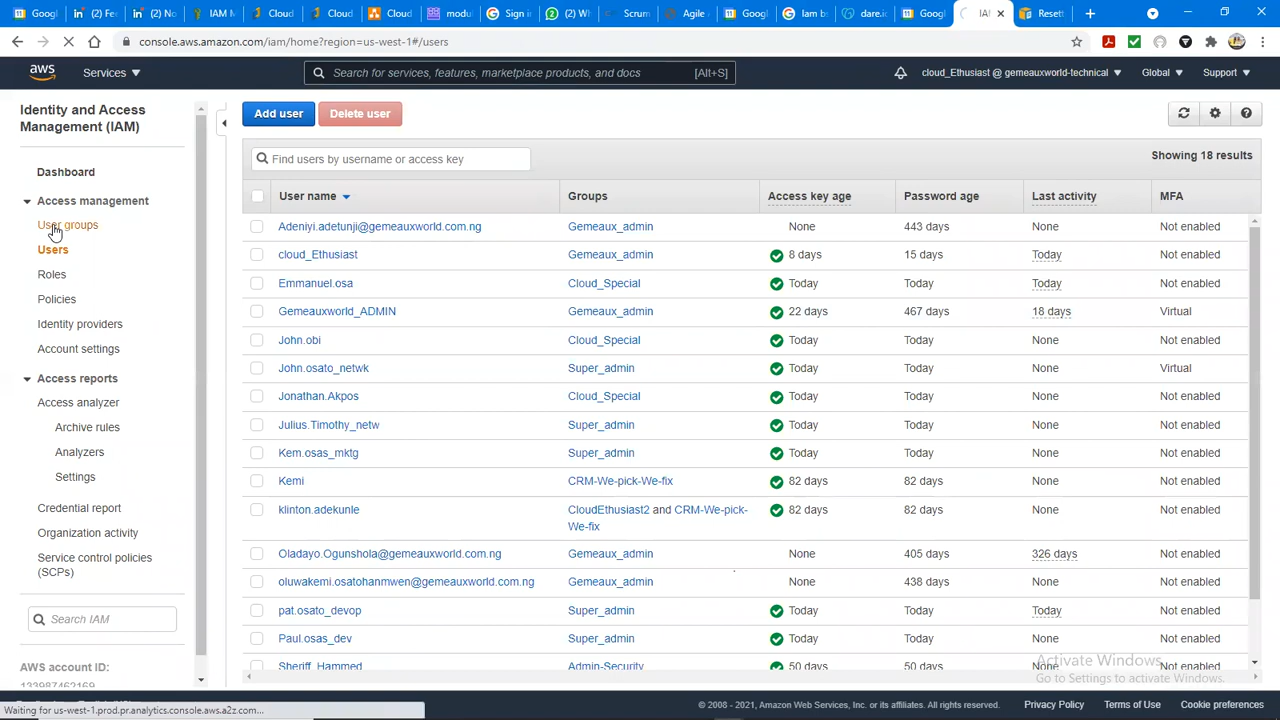 Googl
(2) Fee
(2) No
IAM M
Cloud
Cloud
Cloud
modu
Sign in
(2) Wh
Scrum
Agile
Googl
Iam b
dare.ic
Googl
IA
Resett
console.aws.amazon.com/iam/home?region=us-west-1#/users
aws
Services
Search for services, features, marketplace products, and docs
[Alt+S]
cloud_Ethusiast @ gemeauxworld-technical
Global
Support
Identity and Access
Management (IAM)
Dashboard
Access management
User groups
Users
Roles
Policies
Identity providers
Account settings
Access reports
Access analyzer
Archive rules
Analyzers
Settings
Credential report
Organization activity
Service control policies
(SCPs)
Search IAM
AWS account ID:
133987462169
Add user
Delete user
Find users by username or access key
Showing 18 results
User name Groups Access key age Password age Last activity MFA
Adeniyi.adetunji@gemeauxworld.com.ng Gemeaux_admin None 443 days None Not enabled
cloud_Ethusiast Gemeaux_admin 8 days 15 days Today Not enabled
Emmanuel.osa Cloud_Special Today Today Today Not enabled
Gemeauxworld_ADMIN Gemeaux_admin 22 days 467 days 18 days Virtual
John.obi Cloud_Special Today Today None Not enabled
John.osato_netwk Super_admin Today Today None Virtual
Jonathan.Akpos Cloud_Special Today Today None Not enabled
Julius.Timothy_netw Super_admin Today Today None Not enabled
Kem.osas_mktg Super_admin Today Today None Not enabled
Kemi CRM-We-pick-We-fix 82 days 82 days None Not enabled
klinton.adekunle CloudEthusiast2 and CRM-We-pick- 82 days 82 days None Not enabled
We-fix
Oladayo.Ogunshola@gemeauxworld.com.ng Gemeaux_admin None 405 days 326 days Not enabled
oluwakemi.osatohanmwen@gemeauxworld.com.ng Gemeaux_admin None 438 days None Not enabled
pat.osato_devop Super_admin Today Today Today Not enabled
Paul.osas_dev Super_admin Today Today None Not enabled
Sheriff_Hammed Admin-Security 50 days 50 days None Not enabled
Activate Windows
Go to Settings to activate Windows.
Waiting for us-west-1.prod.pr.analytics.console.aws.a2z.com...
© 2008 - 2021, Amazon Web Services, Inc. or its affiliates. All rights reserved.
Privacy Policy
Terms of Use
Cookie preferences